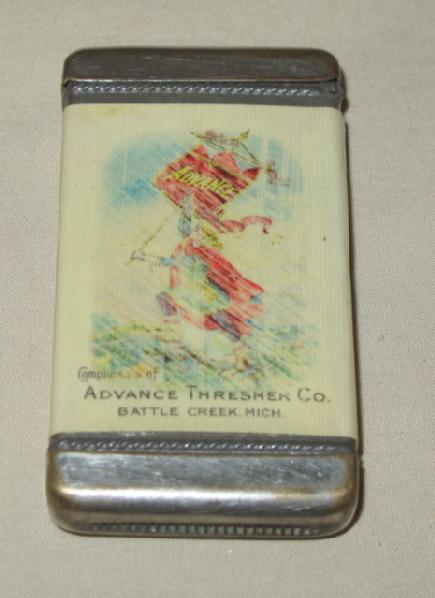 ADVANCE
Compliments of
ADVANCE THRESHER CO.
BATTLE CREEK, MICH.